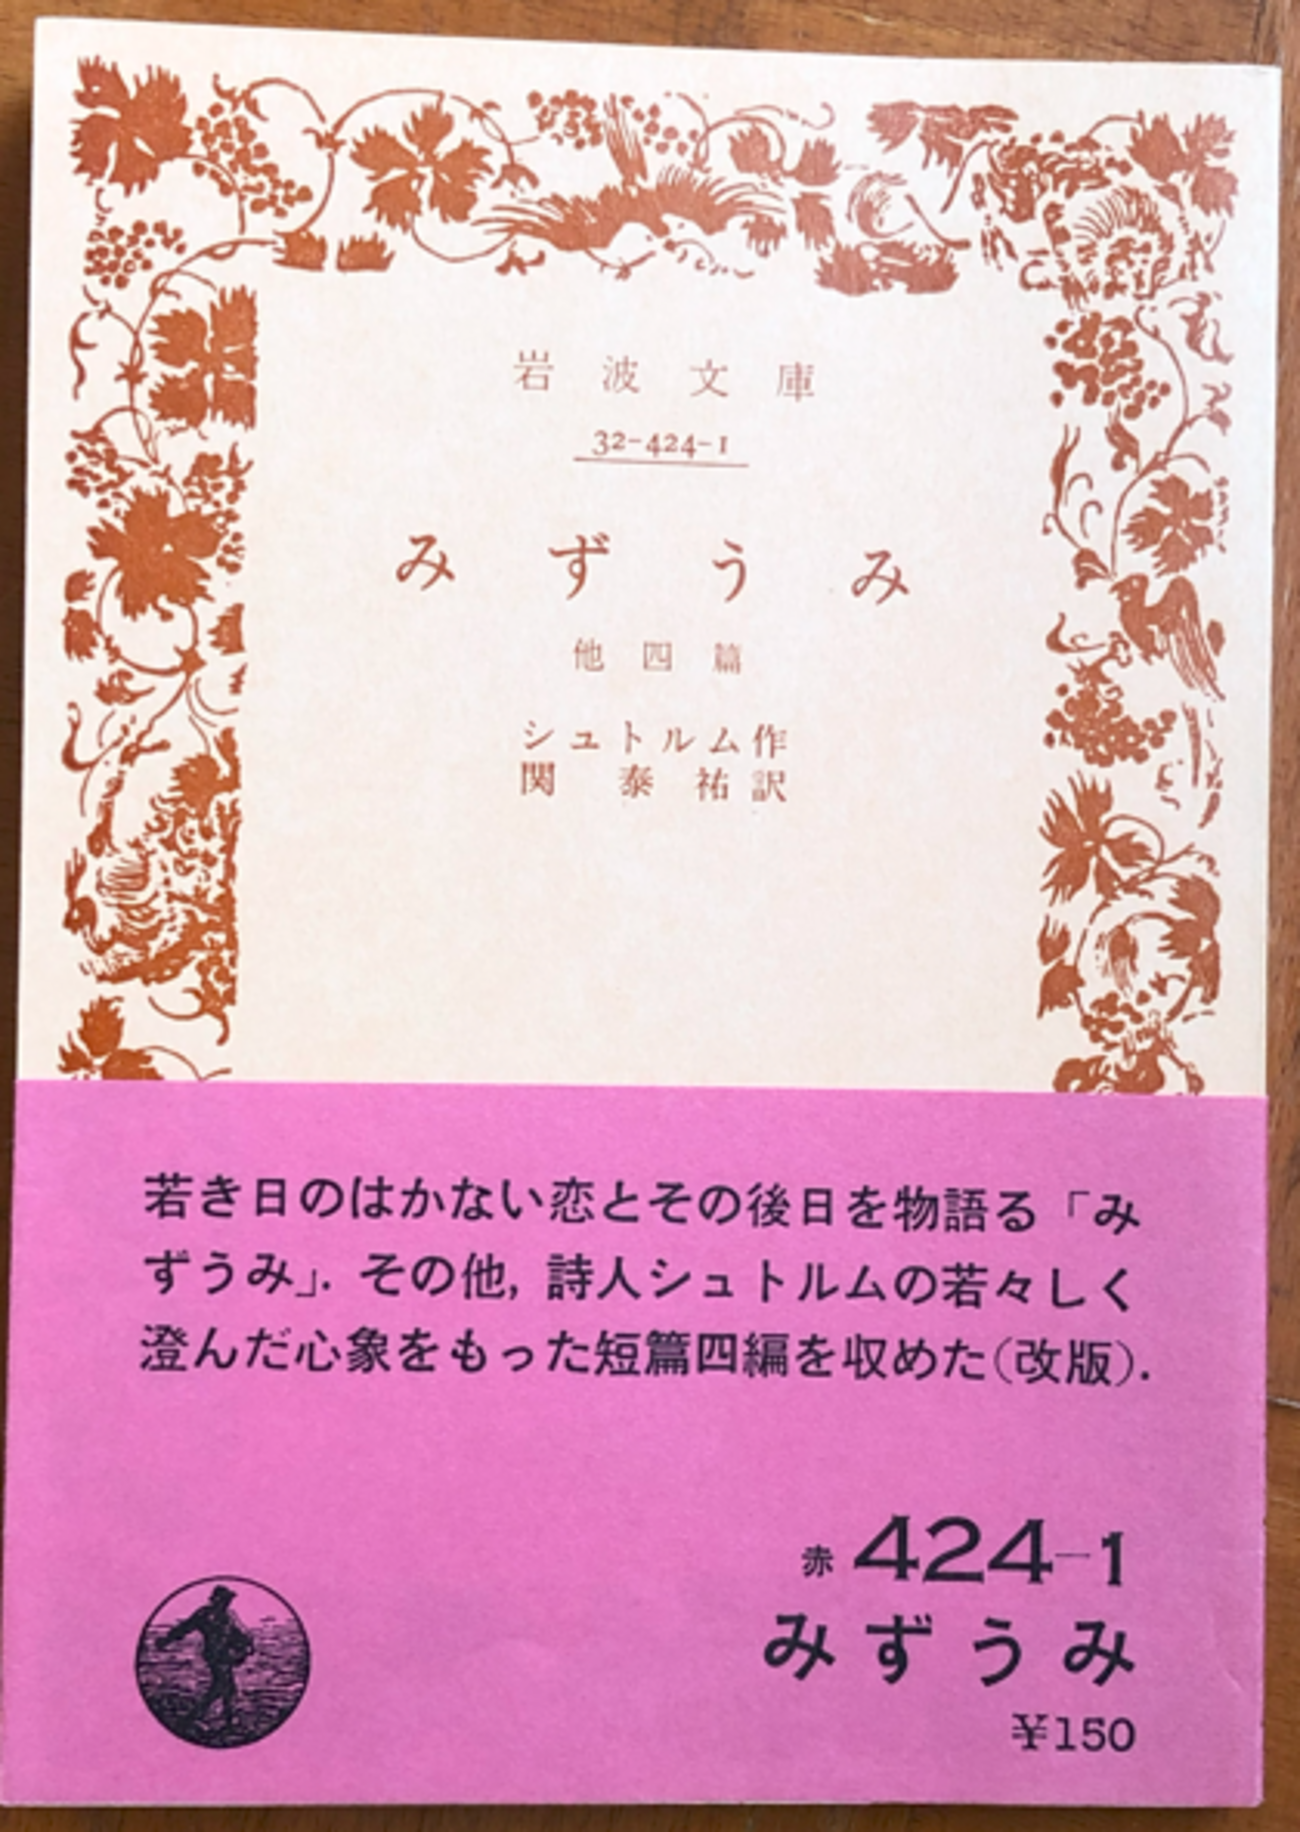 岩波文庫
32-424-1
みずうみ
他四篇
シュトルム作
関泰祐訳
若き日のはかない恋とその後日を物語る「み
ずうみ」. その他, 詩人シュトルムの若々しく
澄んだ心象をもった短篇四編を収めた(改版).
赤 424-1
みずうみ
¥150